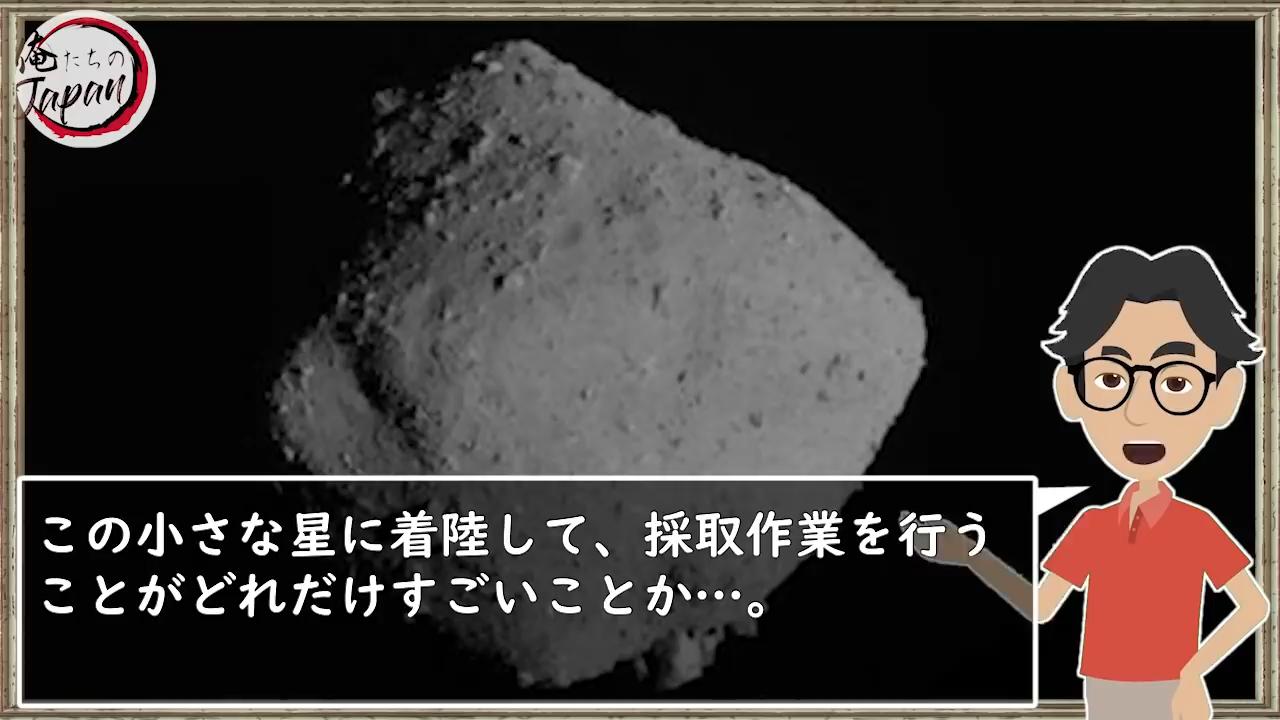 俺たちの
Japan
この小さな星に着陸して、採取作業を行う
ことがどれだけすごいことか…。